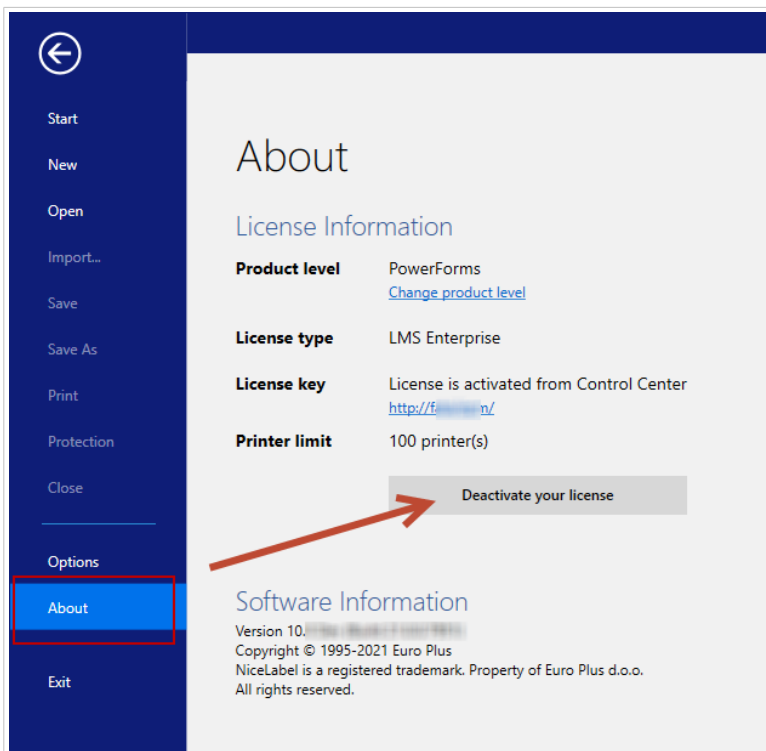 Start
New
Open
Import...
Save
Save As
Print
Protection
Close
Options
About
Exit
About
License Information
Product level PowerForms
Change product level
License type LMS Enterprise
License key License is activated from Control Center
Printer limit 100 printer(s)
Deactivate your license
Software Information
Version 10.
Copyright © 1995-2021 Euro Plus
NiceLabel is a registered trademark. Property of Euro Plus d.o.o.
All rights reserved.